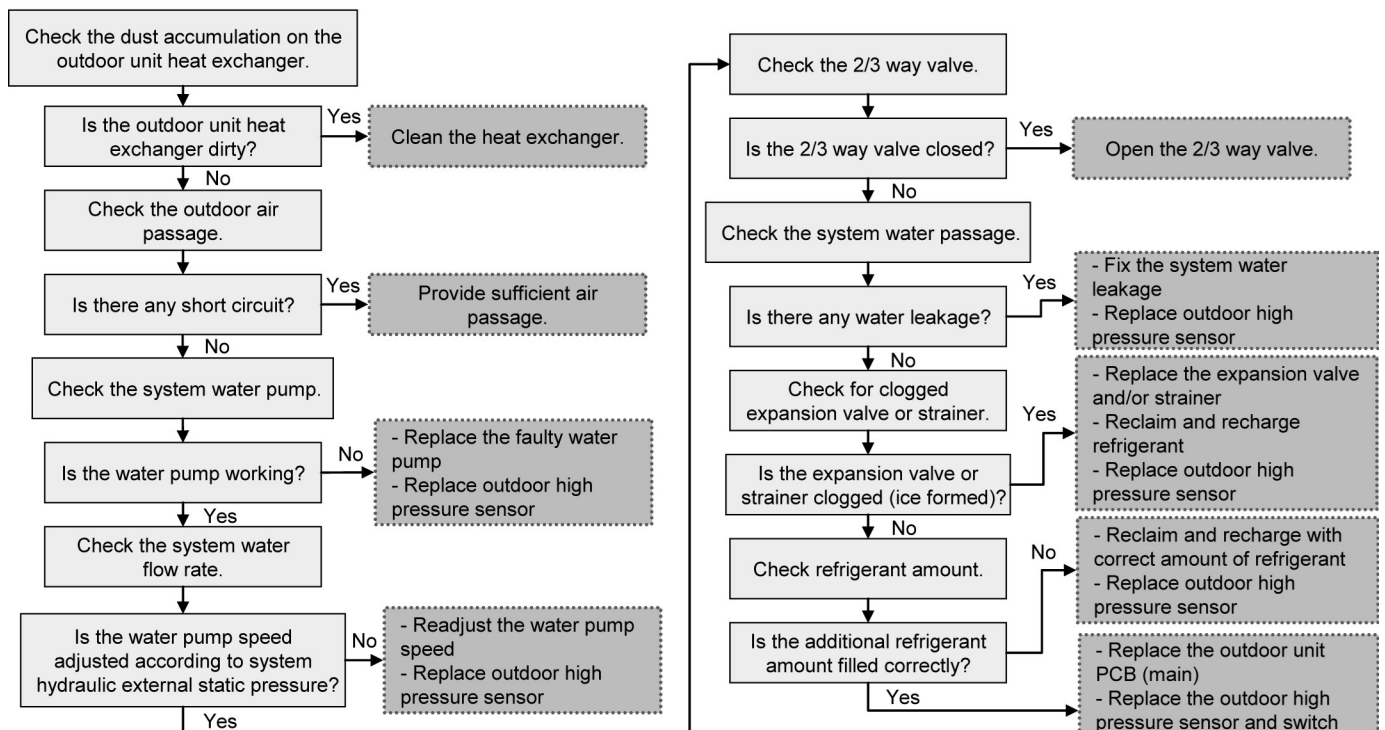 Check the dust accumulation on the
outdoor unit heat exchanger.
Is the outdoor unit heat
exchanger dirty?
Yes
Clean the heat exchanger.
No
Check the outdoor air
passage.
Is there any short circuit?
Yes
Provide sufficient air
passage.
No
Check the system water pump.
Is the water pump working?
No
- Replace the faulty water
pump
- Replace outdoor high
pressure sensor
Yes
Check the system water
flow rate.
Is the water pump speed
adjusted according to system
hydraulic external static pressure?
No
- Readjust the water pump
speed
- Replace outdoor high
pressure sensor
Yes
Check the 2/3 way valve.
Is the 2/3 way valve closed?
Yes
Open the 2/3 way valve.
No
Check the system water passage.
Is there any water leakage?
Yes
- Fix the system water
leakage
- Replace outdoor high
pressure sensor
No
Check for clogged
expansion valve or strainer.
Is the expansion valve or
strainer clogged (ice formed)?
Yes
- Replace the expansion valve
and/or strainer
- Reclaim and recharge
refrigerant
- Replace outdoor high
pressure sensor
No
Check refrigerant amount.
Is the additional refrigerant
amount filled correctly?
No
- Reclaim and recharge with
correct amount of refrigerant
- Replace outdoor high
pressure sensor
Yes
- Replace the outdoor unit
PCB (main)
- Replace the outdoor high
pressure sensor and switch